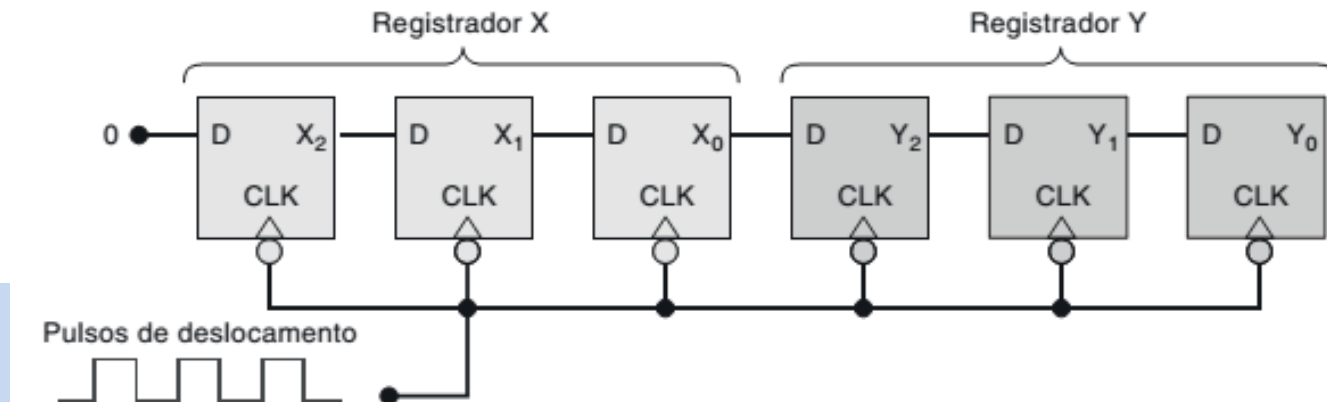 Registrador X Registrador Y
0 D X₂ D X₁ D X₀ D Y₂ D Y₁ D Y₀
CLK CLK CLK CLK CLK CLK
Pulsos de deslocamento